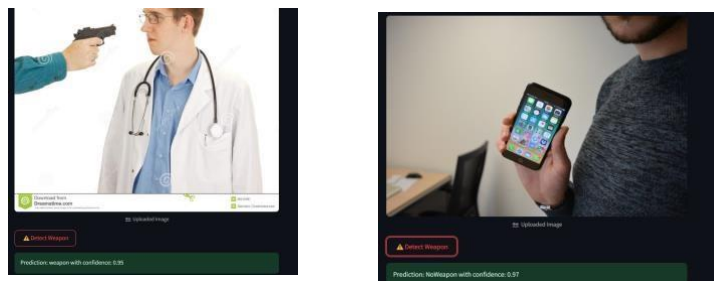 Download from
Dreamstime.com
Uploaded Image
Detect Weapon
Prediction: weapon with confidence: 0.95
Uploaded Image
Detect Weapon
Prediction: NoWeapon with confidence: 0.97